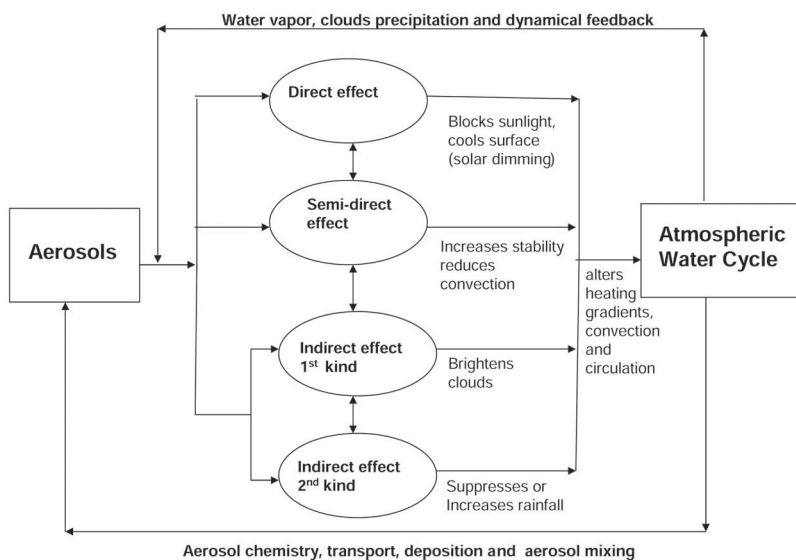 Water vapor, clouds precipitation and dynamical feedback
Direct effect
Blocks sunlight,
cools surface
(solar dimming)
Semi-direct
effect
Increases stability
reduces
convection
Aerosols
Atmospheric
Water Cycle
alters
heating
gradients,
convection
and
circulation
Indirect effect
1st kind
Brightens
clouds
Indirect effect
2nd kind
Suppresses or
Increases rainfall
Aerosol chemistry, transport, deposition and aerosol mixing